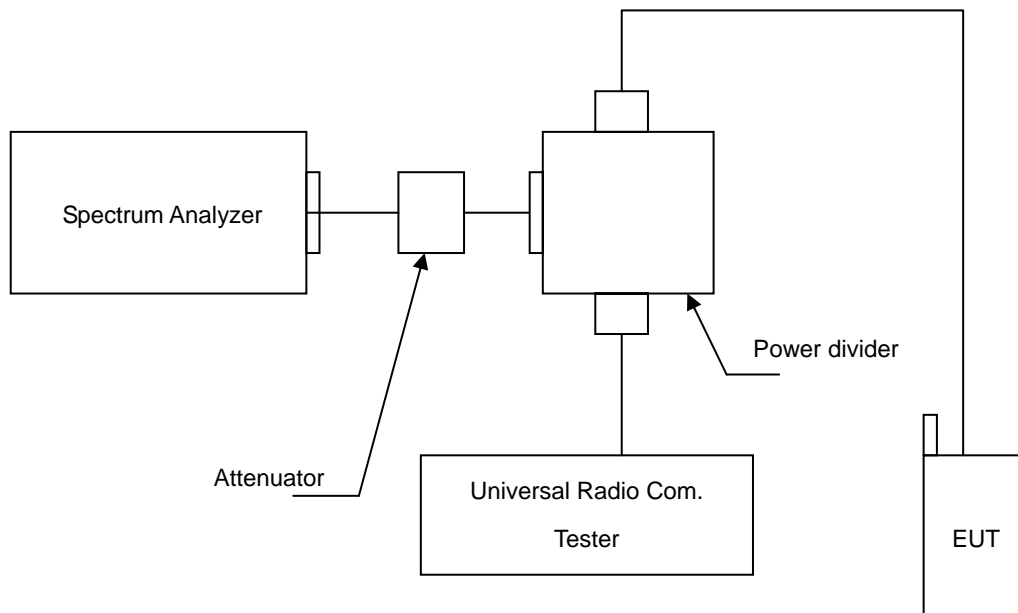 Spectrum Analyzer
Power divider
Attenuator
Universal Radio Com.
Tester
EUT